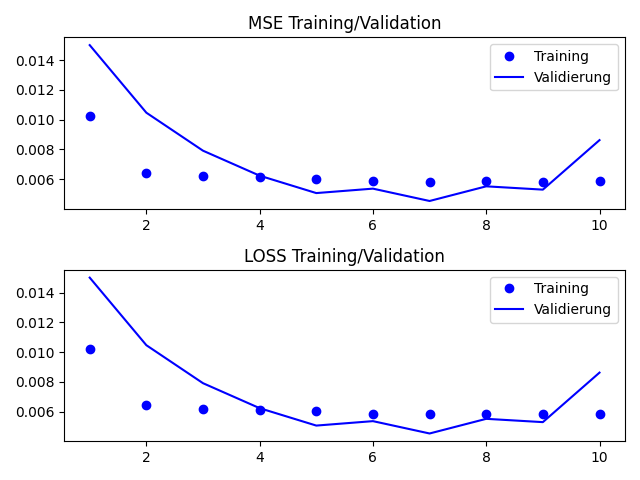 MSE Training/Validation
Training
Validierung
0.014
0.012
0.010
0.008
0.006
2 4 6 8 10
LOSS Training/Validation
Training
Validierung
0.014
0.012
0.010
0.008
0.006
2 4 6 8 10